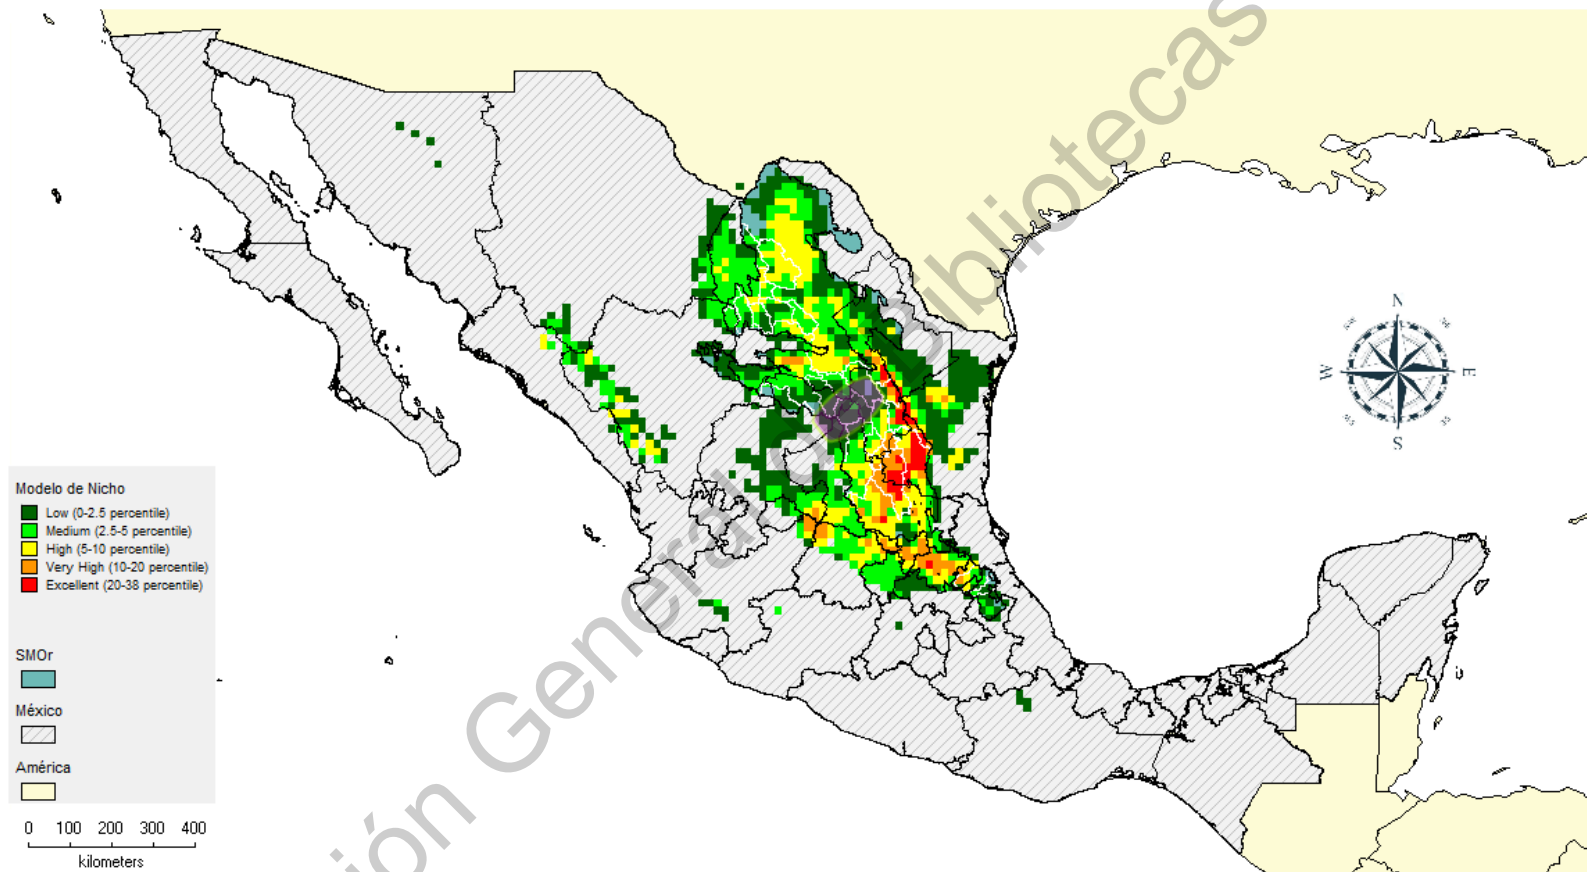 Modelo de Nicho
Low (0-2.5 percentile)
Medium (2.5-5 percentile)
High (5-10 percentile)
Very High (10-20 percentile)
Excellent (20-38 percentile)
SMOr
México
América
0 100 200 300 400
kilometers
N
W E
S
ión General de Bibliotecas